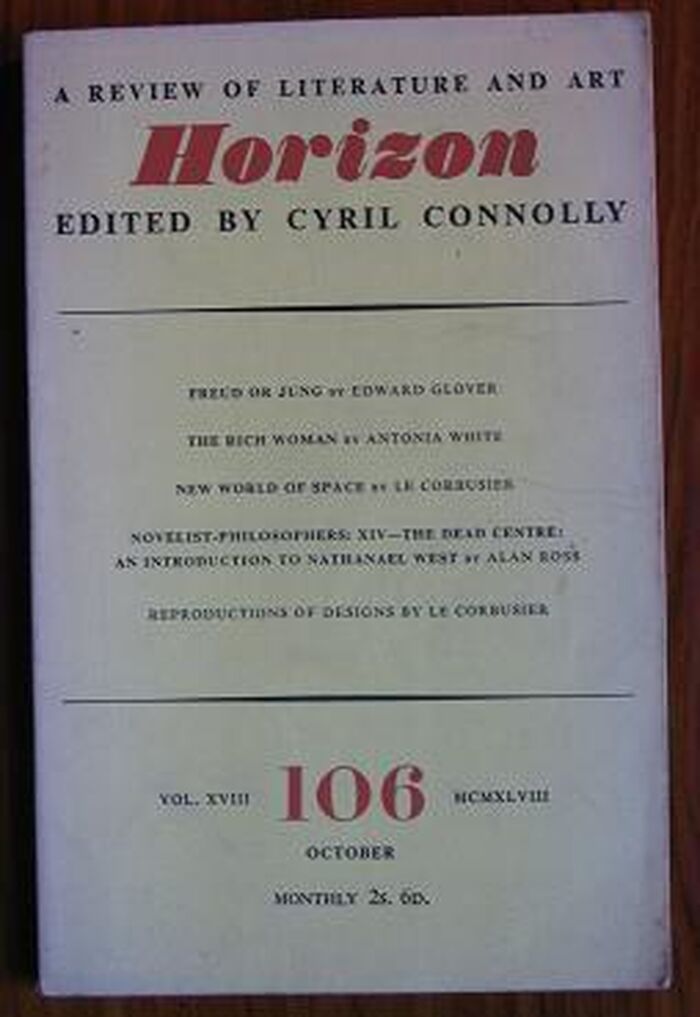 A REVIEW OF LITERATURE AND ART
Horizon
EDITED BY CYRIL CONNOLLY
FREUD OR JUNG BY EDWARD GLOVER
THE RICH WOMAN BY ANTONIA WHITE
NEW WORLD OF SPACE BY LE CORBUSIER
NOVELIST-PHILOSOPHERS: XIV—THE DEAD CENTRE:
AN INTRODUCTION TO NATHANAEL WEST BY ALAN ROSS
REPRODUCTIONS OF DESIGNS BY LE CORBUSIER
VOL. XVIII 106 MCMXLVIII
OCTOBER
MONTHLY 2s. 6D.